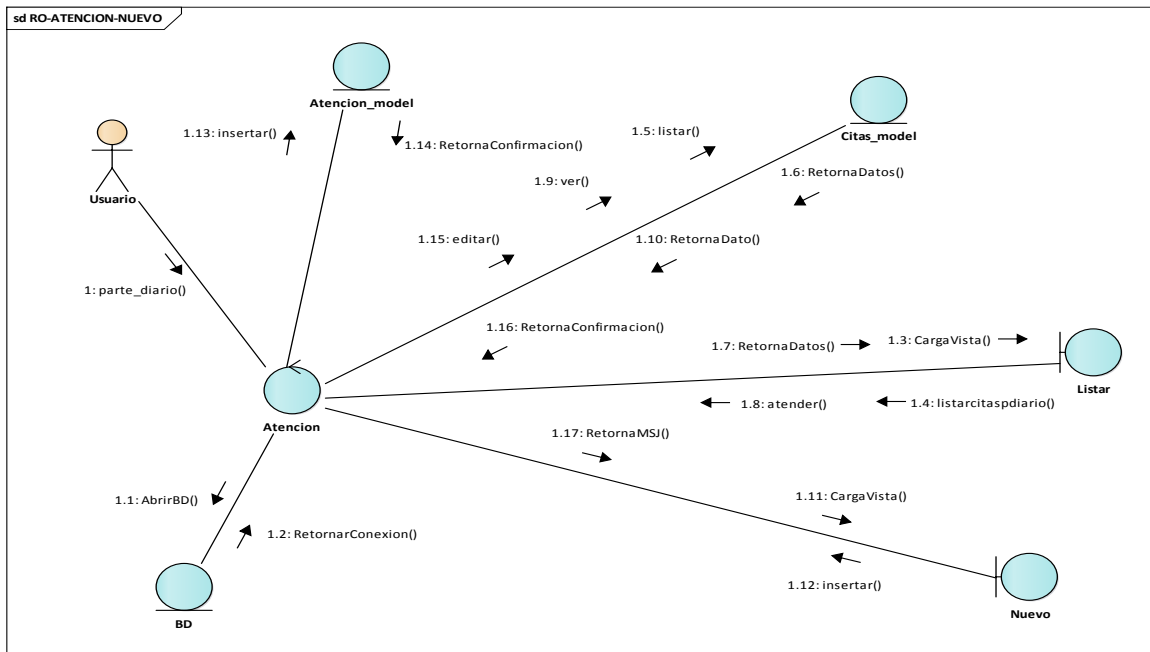 sd RO-ATENCION-NUEVO
Atencion_model
Citas_model
1.13: insertar()
1.5: listar()
1.14: RetornaConfirmacion()
1.6: RetornaDatos()
1.9: ver()
Usuario
1.15: editar()
1.10: RetornaDato()
1: parte_diario()
1.16: RetornaConfirmacion()
1.7: RetornaDatos()
1.3: CargaVista()
Listar
1.8: atender()
1.4: listarcitaspdiario()
Atencion
1.17: RetornaMSJ()
1.1: AbrirBD()
1.11: CargaVista()
1.2: RetornarConexion()
1.12: insertar()
Nuevo
BD